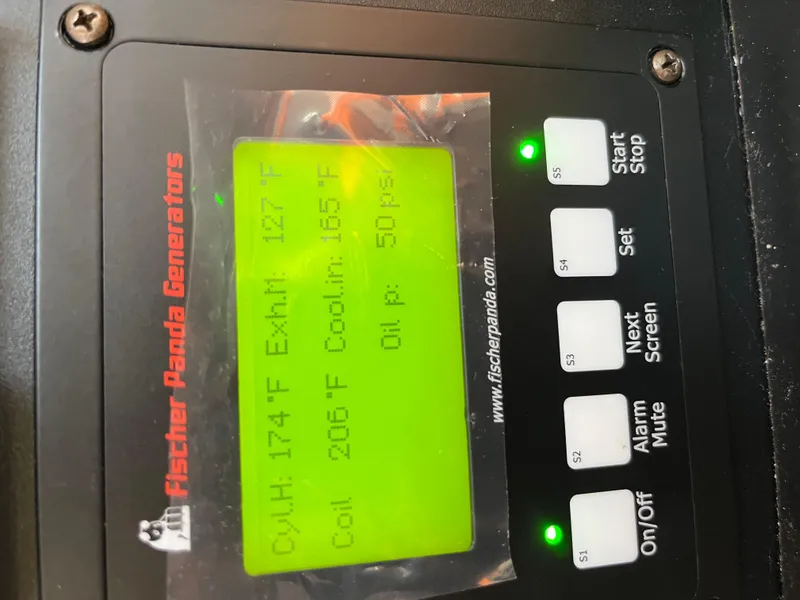 Fischer Panda Generators
Cyl.H: 174°F Exh.M: 127°F
Coil 206°F Cool.in: 165°F
Oil p: 50 psi
www.fischerpanda.com
S1
S2
S3
S4
S5
On/Off
Alarm Mute
Next Screen
Set
Start Stop